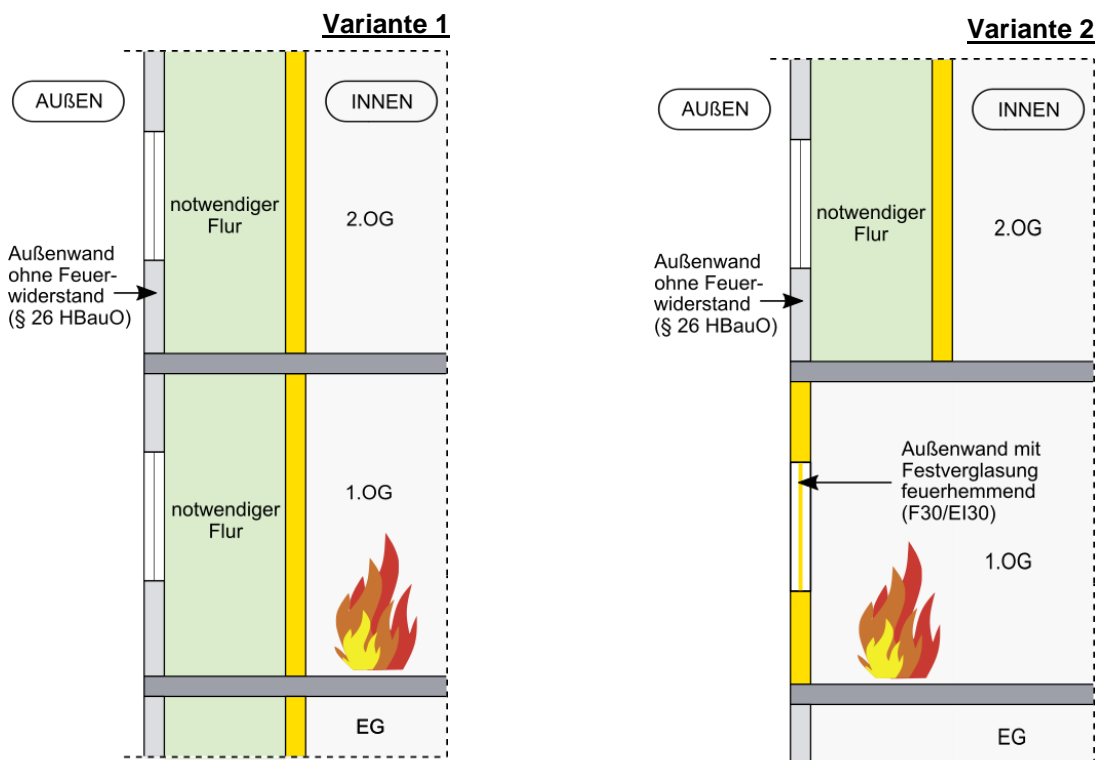 Variante 1
AUßEN
INNEN
notwendiger
Flur
2.OG
Außenwand
ohne Feuer-
widerstand
(§ 26 HBauO)
notwendiger
Flur
1.OG
EG
Variante 2
AUßEN
INNEN
notwendiger
Flur
2.OG
Außenwand
ohne Feuer-
widerstand
(§ 26 HBauO)
Außenwand mit
Festverglasung
feuerhemmend
(F30/EI30)
1.OG
EG